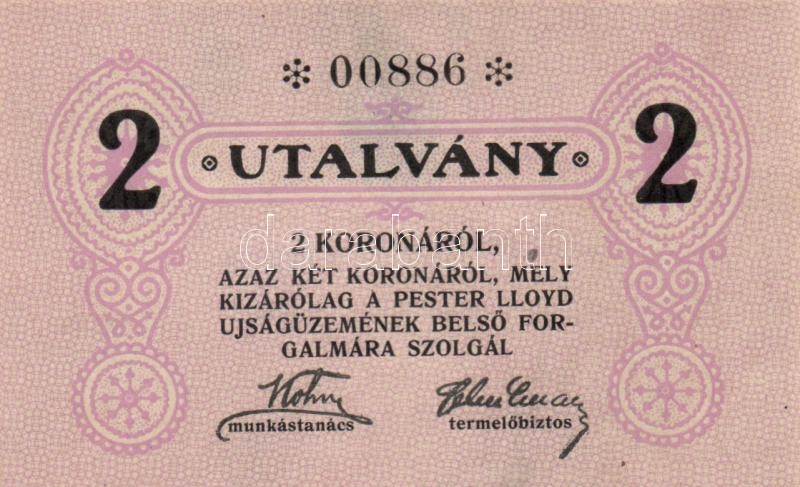 * 00886 *
2 UTALVÁNY 2
2 KORONÁRÓL,
AZAZ KÉT KORONÁRÓL, MELY
KIZÁRÓLAG A PESTER LLOYD
UJSÁGÜZEMÉNEK BELSŐ FOR-
GALMÁRA SZOLGÁL
munkástanács termelőbiztos
darabanth